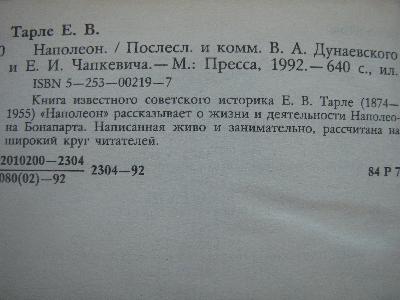 Тарле Е. В.
Наполеон. / Послесл. и комм. В. А. Дунаевского
и Е. И. Чапкевича.— М.: Пресса, 1992.— 640 с., ил.
ISBN 5—253—00219—7
Книга известного советского историка Е. В. Тарле (1874—
1955) «Наполеон» рассказывает о жизни и деятельности Наполео-
на Бонапарта. Написанная живо и занимательно, рассчитана на
широкий круг читателей.
2010200—2304
080(02)—92
2304—92
84 Р 7